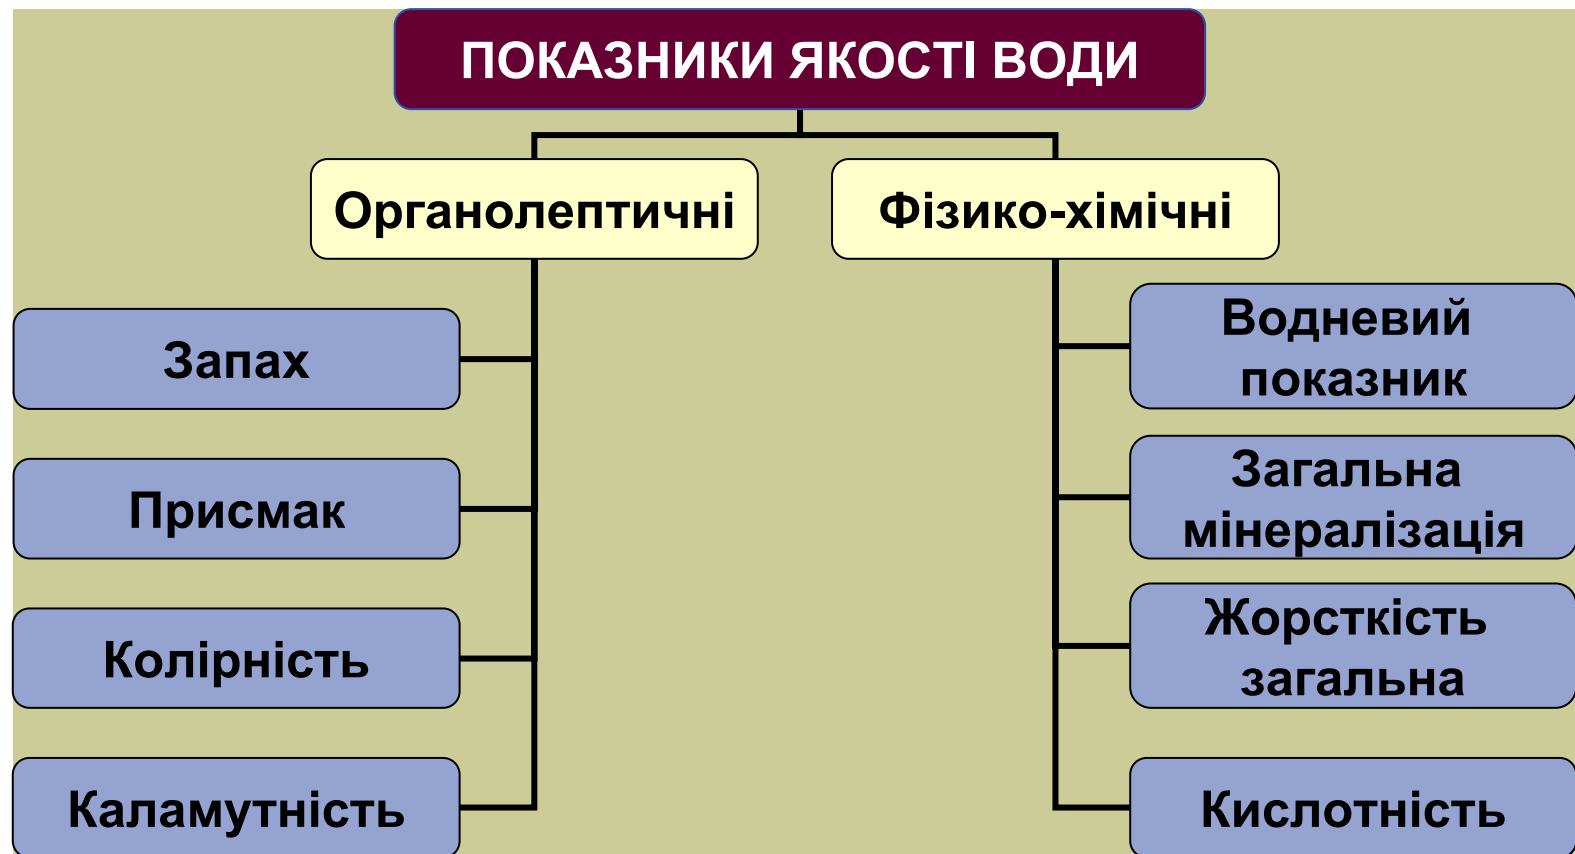 ПОКАЗНИКИ ЯКОСТІ ВОДИ
Органолептичні
Фізико-хімічні
Запах
Присмак
Колірність
Каламутність
Водневий
показник
Загальна
мінералізація
Жорсткість
загальна
Кислотність